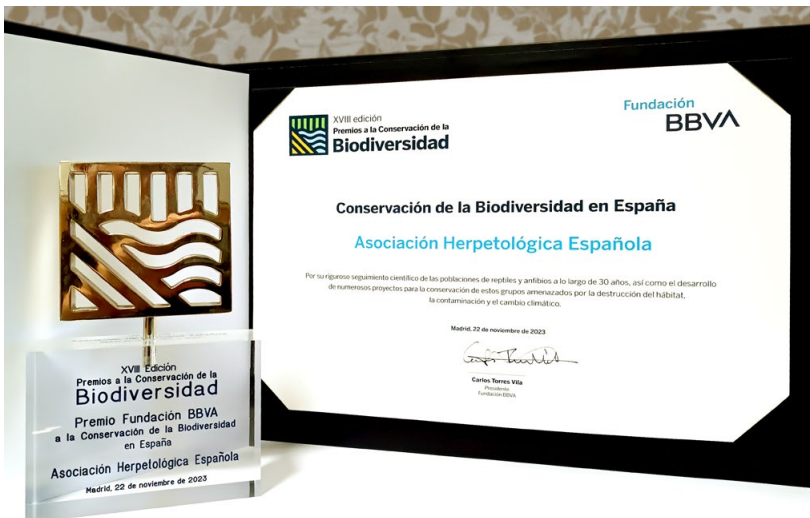 XVIII edición
Premios a la Conservación de la
Biodiversidad
Fundación
BBVA
Conservación de la Biodiversidad en España
Asociación Herpetológica Española
Por su riguroso seguimiento científico de las poblaciones de reptiles y anfibios a lo largo de 30 años, así como el desarrollo
de numerosos proyectos para la conservación de estos grupos amenazados por la destrucción del hábitat,
la contaminación y el cambio climático.
Madrid, 22 de noviembre de 2023
Carlos Torres Vila
Presidente
Fundación BBVA
XVIII Edición
Premios a la Conservación de la
Biodiversidad
Premio Fundación BBVA
a la Conservación de la Biodiversidad
en España
Asociación Herpetológica Española
Madrid, 22 de noviembre de 2023